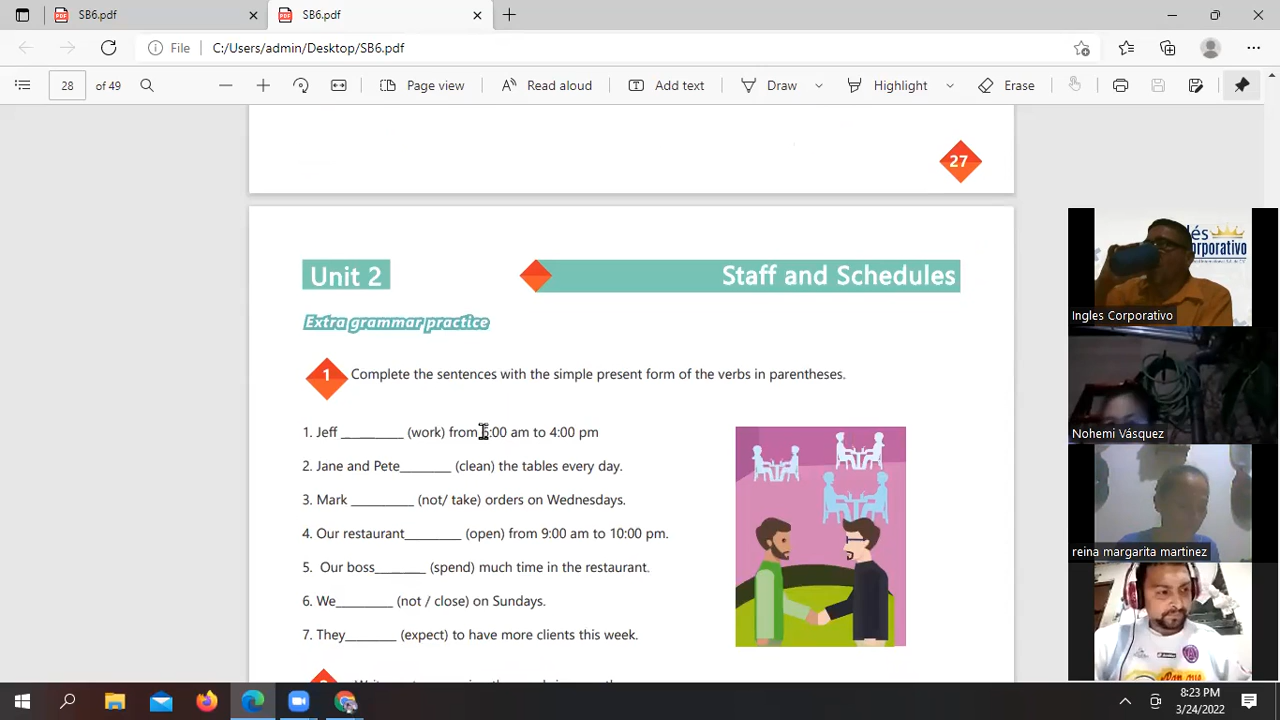 SB6.pdf
SB6.pdf
File
C:/Users/admin/Desktop/SB6.pdf
28
of 49
Page view
Read aloud
Add text
Draw
Highlight
Erase
27
Unit 2
Staff and Schedules
Extra grammar practice
1
Complete the sentences with the simple present form of the verbs in parentheses.
1. Jeff _________ (work) from :00 am to 4:00 pm
2. Jane and Pete_______ (clean) the tables every day.
3. Mark _________ (not/ take) orders on Wednesdays.
4. Our restaurant________ (open) from 9:00 am to 10:00 pm.
5. Our boss_______ (spend) much time in the restaurant.
6. We________ (not / close) on Sundays.
7. They_______ (expect) to have more clients this week.
Ingles Corporativo
Nohemi Vásquez
reina margarita martinez
8:23 PM
3/24/2022